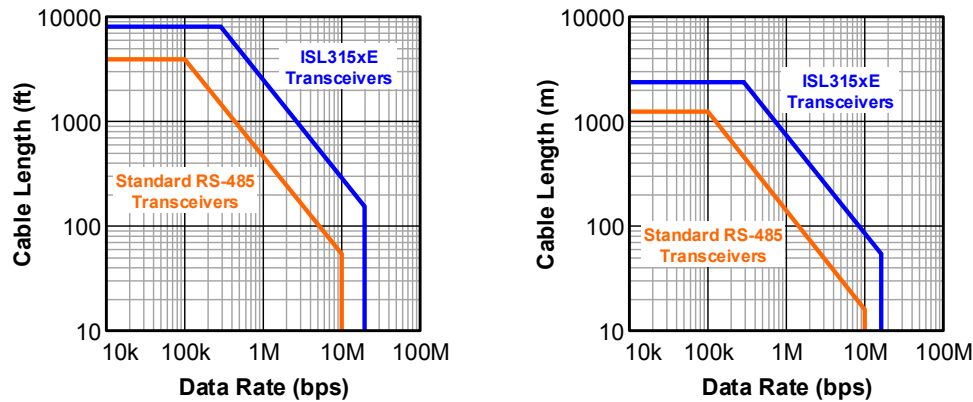 10000
1000
100
10
Cable Length (ft)
ISL315xE
Transceivers
Standard RS-485
Transceivers
10k 100k 1M 10M 100M
Data Rate (bps)
10000
1000
100
10
Cable Length (m)
ISL315xE
Transceivers
Standard RS-485
Transceivers
10k 100k 1M 10M 100M
Data Rate (bps)